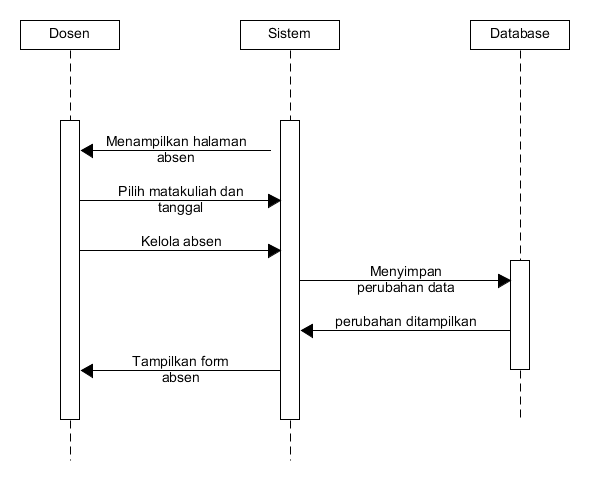 Dosen
Sistem
Database
Menampilkan halaman
absen
Pilih matakuliah dan
tanggal
Kelola absen
Menyimpan
perubahan data
perubahan ditampilkan
Tampilkan form
absen